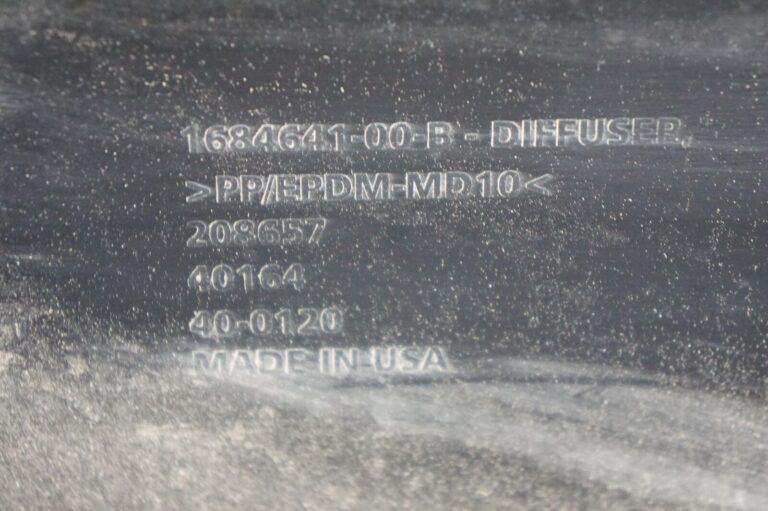 1684641-00-B - DIFFUSER,
>PP/EPDM-MD10<
208657
40164
40-0120
MADE IN USA